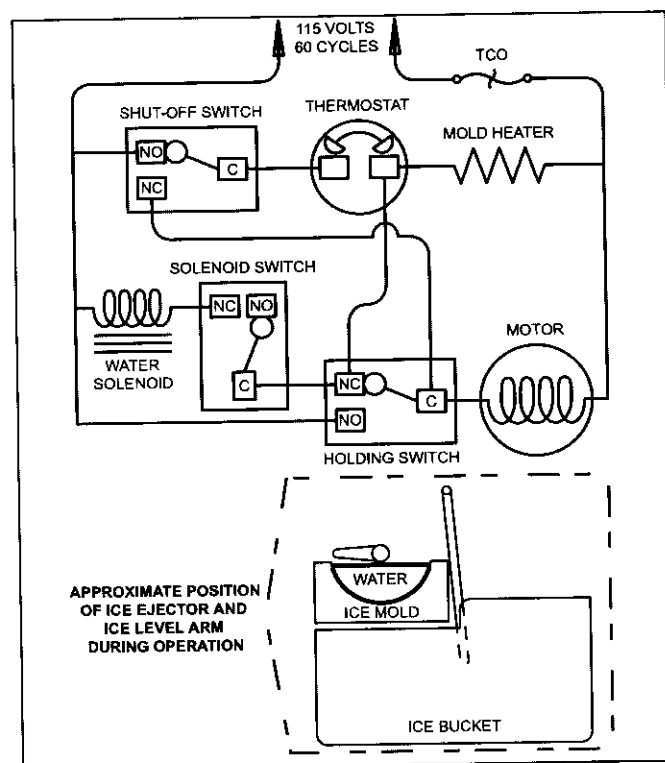 115 VOLTS
60 CYCLES
TCO
SHUT-OFF SWITCH
THERMOSTAT
MOLD HEATER
NO
C
NC
SOLENOID SWITCH
NC
NO
WATER
SOLENOID
C
MOTOR
NC
C
NO
HOLDING SWITCH
APPROXIMATE POSITION
OF ICE EJECTOR AND
ICE LEVEL ARM
DURING OPERATION
WATER
ICE MOLD
ICE BUCKET